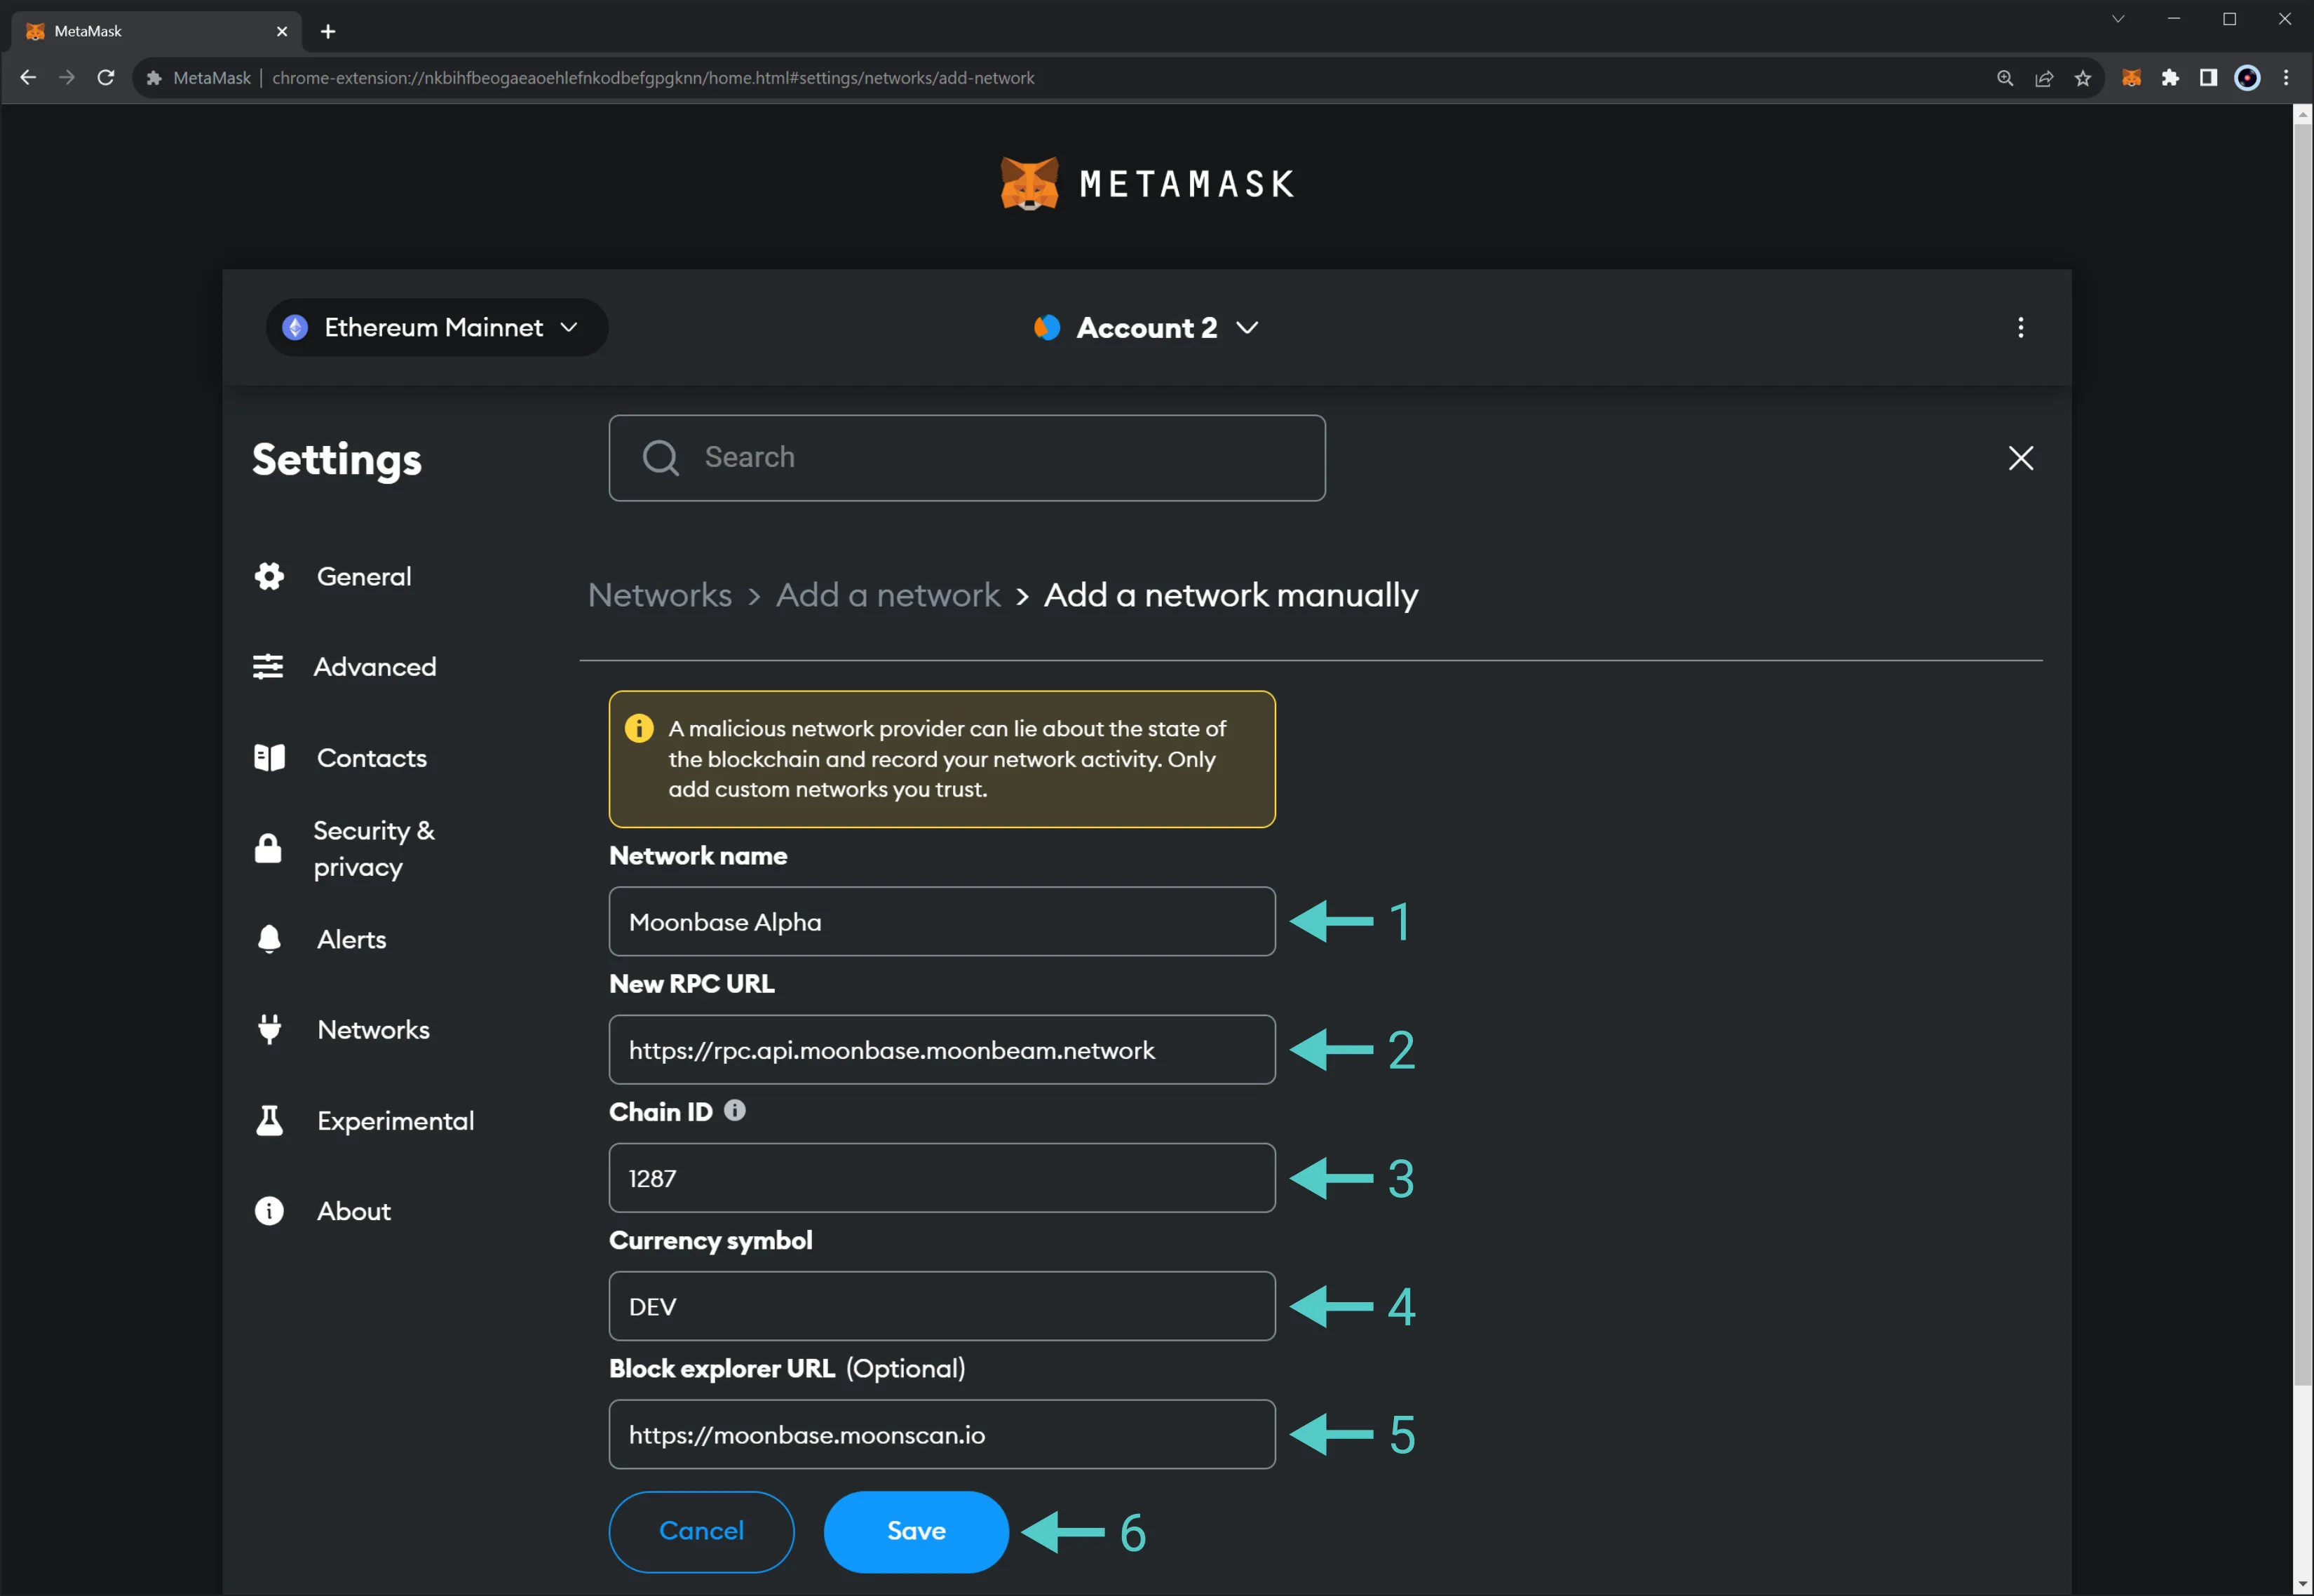 MetaMask
MetaMask | chrome-extension://nkbihfbeogaeaoehlefnkodbefgpgknn/home.html#settings/networks/add-network
METAMASK
Ethereum Mainnet
Account 2
Settings
Search
General
Advanced
Contacts
Security &
privacy
Alerts
Networks
Experimental
About
Networks > Add a network > Add a network manually
A malicious network provider can lie about the state of
the blockchain and record your network activity. Only
add custom networks you trust.
Network name
Moonbase Alpha
1
New RPC URL
https://rpc.api.moonbase.moonbeam.network
2
Chain ID
1287
3
Currency symbol
DEV
4
Block explorer URL (Optional)
https://moonbase.moonscan.io
5
Cancel
Save
6